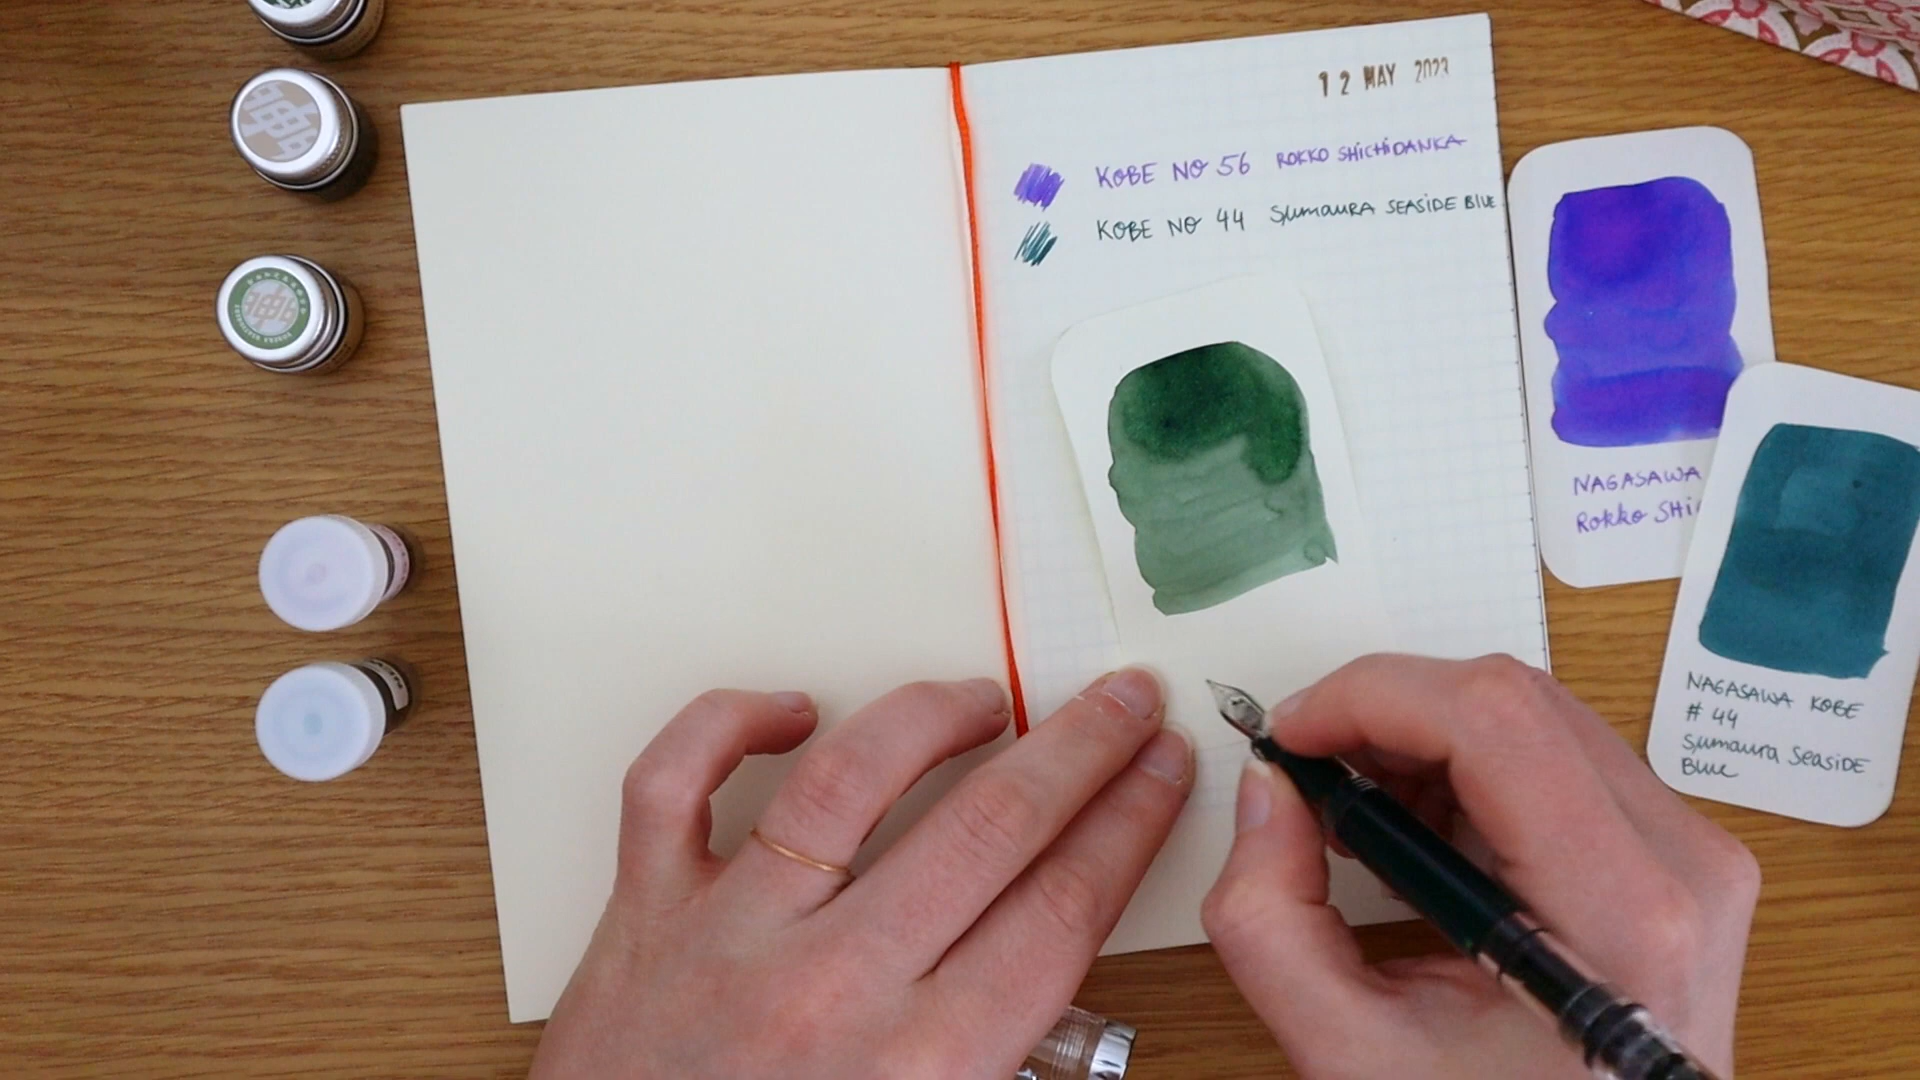 12 MAY 2023
KOBE NO 56 ROKKO SHICHIDANKA
KOBE NO 44 Sumaura SEASIDE Blue
NAGASAWA
Rokko SHi
NAGASAWA KOBE
# 44
Sumaura Seaside
Blue